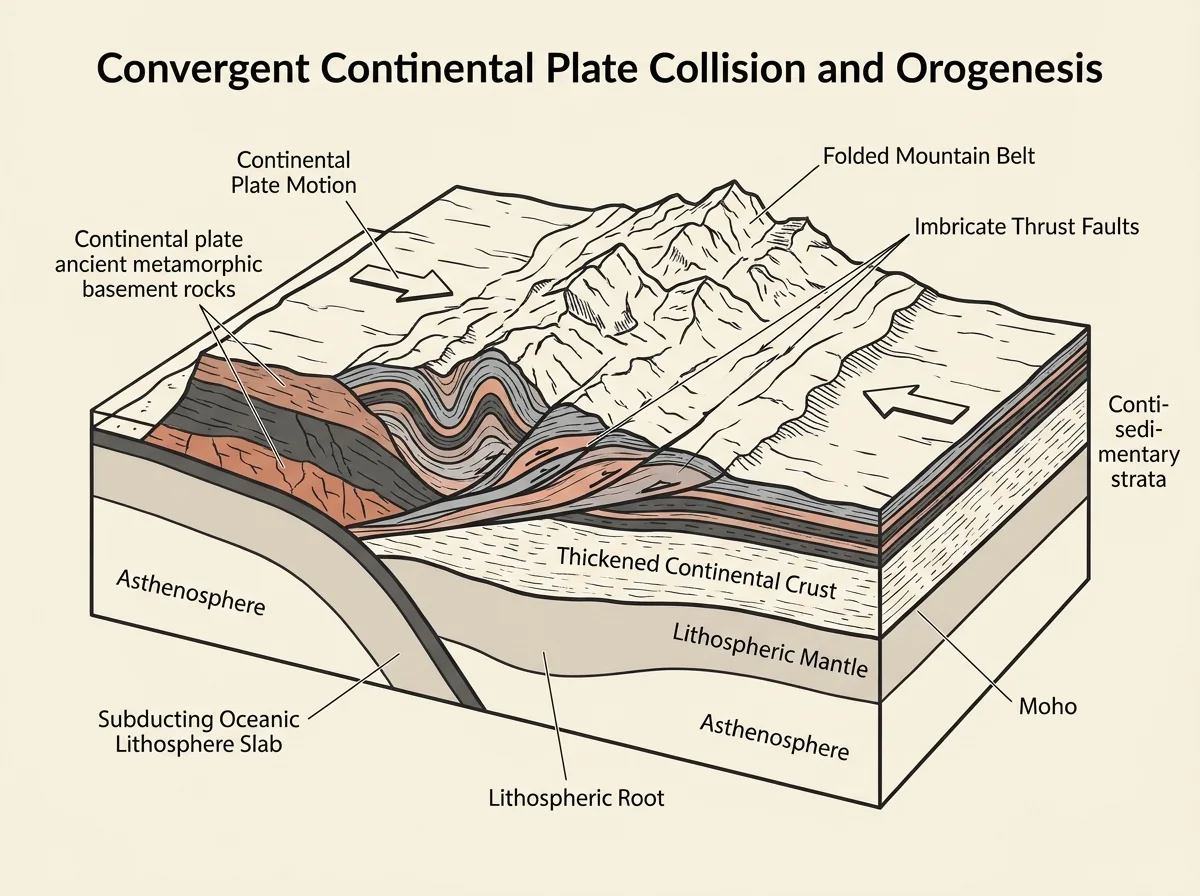 Convergent Continental Plate Collision and Orogenesis
Continental
Plate Motion
Folded Mountain Belt
Continental plate
ancient metamorphic
basement rocks
Imbricate Thrust Faults
Conti-
sedi-
mentary
strata
Thickened Continental Crust
Asthenosphere
Lithospheric Mantle
Moho
Subducting Oceanic
Lithosphere Slab
Asthenosphere
Lithospheric Root